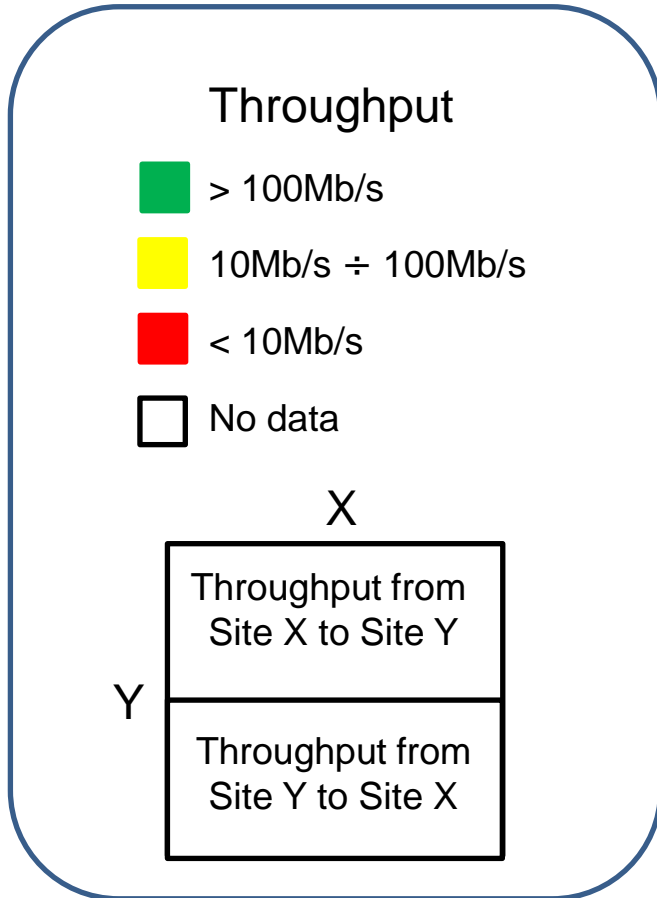 Throughput
> 100Mb/s
10Mb/s ÷ 100Mb/s
< 10Mb/s
No data
X
Throughput from
Site X to Site Y
Y
Throughput from
Site Y to Site X